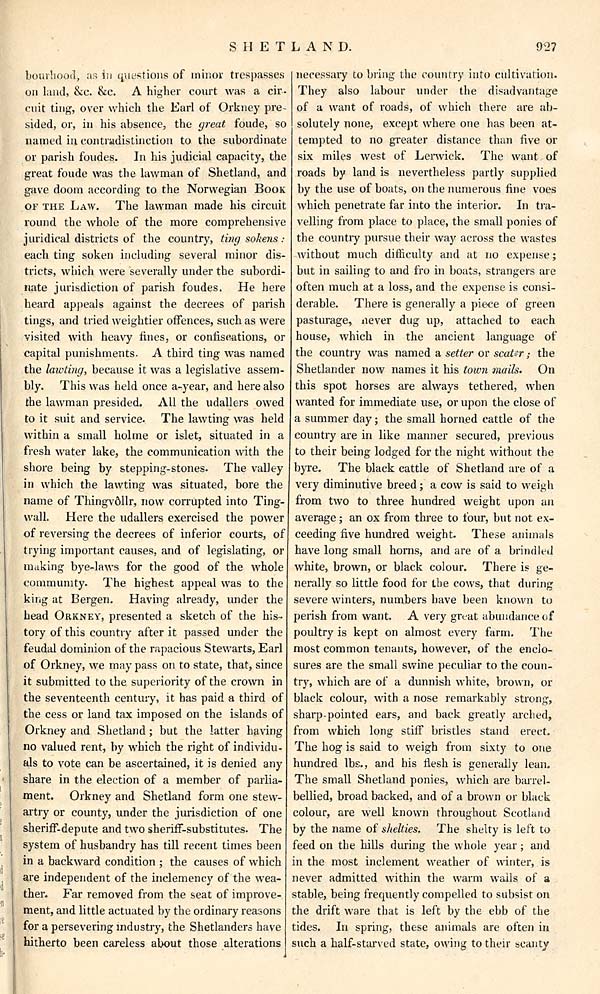 SHETLAND.
927
bourhood, as in questions of minor trespasses
on land, &c. &c. A higher court was a cir-
cuit ting, over which the Earl of Orkney pre-
sided, or, in his absence, the great foude, so
named in contradistinction to the subordinate
or parish foudes. In his judicial capacity, the
great foude was the lawman of Shetland, and
gave doom according to the Norwegian BOOK
OF THE LAW. The lawman made his circuit
round the whole of the more comprehensive
juridical districts of the country, ting sokens:
each ting soken including several minor dis-
tricts, which were severally under the subordi-
nate jurisdiction of parish foudes. He here
heard appeals against the decrees of parish
tings, and tried weightier offences, such as were
visited with heavy fines, or confiscations, or
capital punishments. A third ting was named
the lawting, because it was a legislative assem-
bly. This was held once a-year, and here also
the lawman presided. All the udallers owed
to it suit and service. The lawting was held
within a small holme or islet, situated in a
fresh water lake, the communication with the
shore being by stepping-stones. The valley
in which the lawting was situated, bore the
name of Thingvôllr, now corrupted into Ting-
wall. Here the udallers exercised the power
of reversing the decrees of inferior courts, of
trying important causes, and of legislating, or
making bye-laws for the good of the whole
community. The highest appeal was to the
king at Bergen. Having already, under the
head ORKNEY, presented a sketch of the his-
tory of this country after it passed under the
feudal dominion of the rapacious Stewarts, Earl
of Orkney, we may pass on to state, that, since
it submitted to the superiority of the crown in
the seventeenth century, it has paid a third of
the cess or land tax imposed on the islands of
Orkney and Shetland; but the latter having
no valued rent, by which the right of individu-
als to vote can be ascertained, it is denied any
share in the election of a member of parlia-
ment. Orkney and Shetland form one stew-
artry or county, under the jurisdiction of one
sheriff-depute and two sheriff-substitutes. The
system of husbandry has till recent times been
in a backward condition; the causes of which
are independent of the inclemency of the wea-
ther. Far removed from the seat of improve-
ment, and little actuated by the ordinary reasons
for a persevering industry, the Shetlanders have
hitherto been careless about those alterations
necessary to bring the country into cultivation.
They also labour under the disadvantage
of a want of roads, of which there are ab-
solutely none, except where one has been at-
tempted to no greater distance than five or
six miles west of Lerwick. The want of
roads by land is nevertheless partly supplied
by the use of boats, on the numerous fine voes
which penetrate far into the interior. In tra-
velling from place to place, the small ponies of
the country pursue their way across the wastes
without much difficulty and at no expense;
but in sailing to and fro in boats, strangers are
often much at a loss, and the expense is consi-
derable. There is generally a piece of green
pasturage, never dug up, attached to each
house, which in the ancient language of
the country was named a setter or scater; the
Shetlander now names it his town mails. On
this spot horses are always tethered, when
wanted for immediate use, or upon the close of
a summer day; the small horned cattle of the
country are in like manner secured, previous
to their being lodged for the night without the
byre. The black cattle of Shetland are of a
very diminutive breed; a cow is said to weigh
from two to three hundred weight upon an
average; an ox from three to four, but not ex-
ceeding five hundred weight. These animals
have long small horns, and are of a brindled
white, brown, or black colour. There is ge-
nerally so little food for the cows, that during
severe winters, numbers have been known to
perish from want. A very great abundance of
poultry is kept on almost every farm. The
most common tenants, however, of the enclo-
sures are the small swine peculiar to the coun-
try, which are of a dunnish white, brown, or
black colour, with a nose remarkably strong,
sharp-pointed ears, and back greatly arched,
from which long stiff bristles stand erect.
The hog is said to weigh from sixty to one
hundred lbs., and his flesh is generally lean.
The small Shetland ponies, which are barrel-
bellied, broad backed, and of a brown or black
colour, are well known throughout Scotland
by the name of shelties. The shelty is left to
feed on the hills during the whole year; and
in the most inclement weather of winter, is
never admitted within the warm walls of a
stable, being frequently compelled to subsist on
the drift ware that is left by the ebb of the
tides. In spring, these animals are often in
such a half-starved state, owing to their scanty